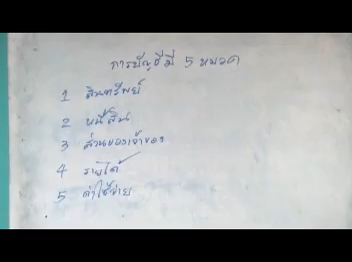 การบัญชีมี 5 หมวด
1 สินทรัพย์
2 หนี้สิน
3 ส่วนของเจ้าของ
4 รายได้
5 ค่าใช้จ่าย